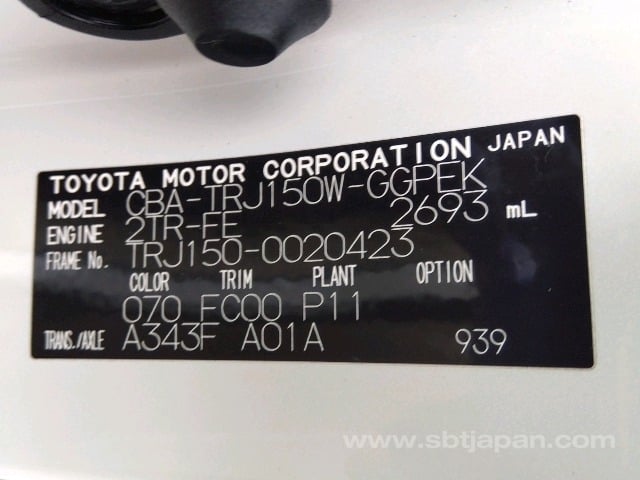 TOYOTA MOTOR CORPORATION JAPAN
MODEL CBA-TRJ150W-GGPEK
ENGINE 2TR-FE 2693 mL
FRAME No. TRJ150-0020423
COLOR TRIM PLANT OPTION
070 FC00 P11
TRANS./AXLE A343F A01A 939
www.sbtjapan.com